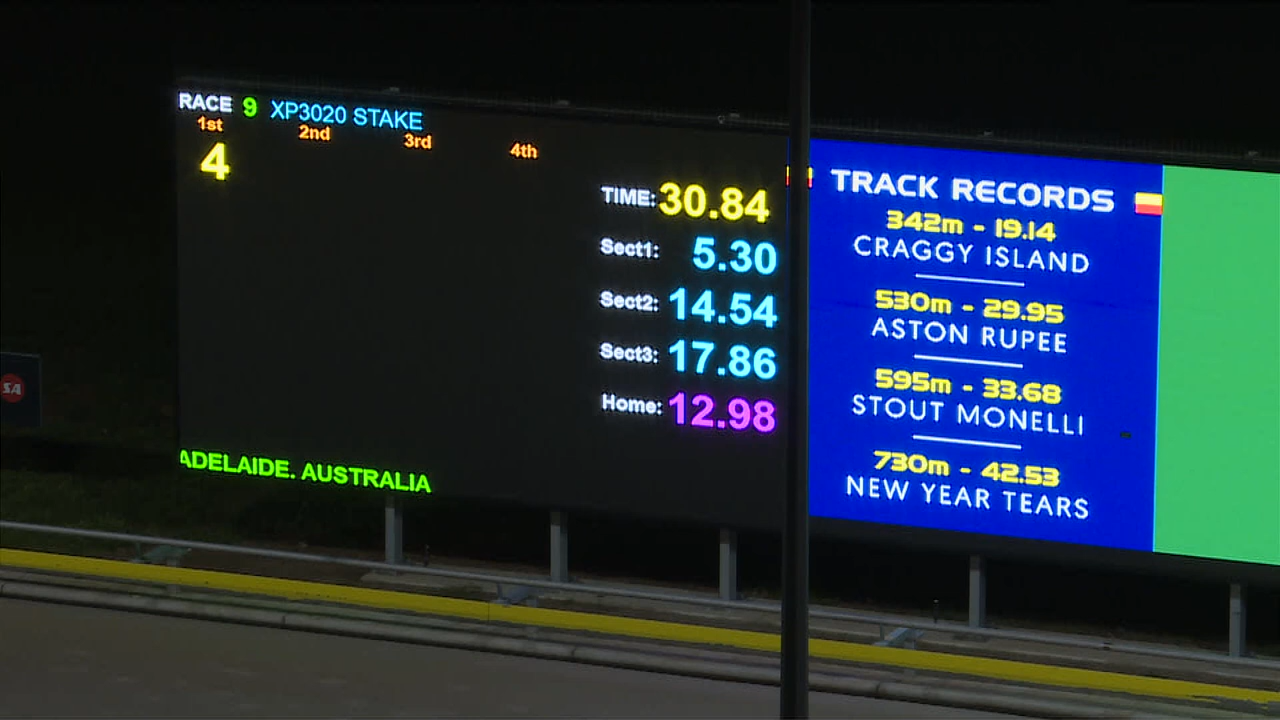 RACE 9 XP3020 STAKE
1st 2nd 3rd 4th
4
TIME: 30.84
Sect1: 5.30
Sect2: 14.54
Sect3: 17.86
Home: 12.98
ADELAIDE. AUSTRALIA
TRACK RECORDS
342m - 19.14
CRAGGY ISLAND
530m - 29.95
ASTON RUPEE
595m - 33.68
STOUT MONELLI
730m - 42.53
NEW YEAR TEARS
SA